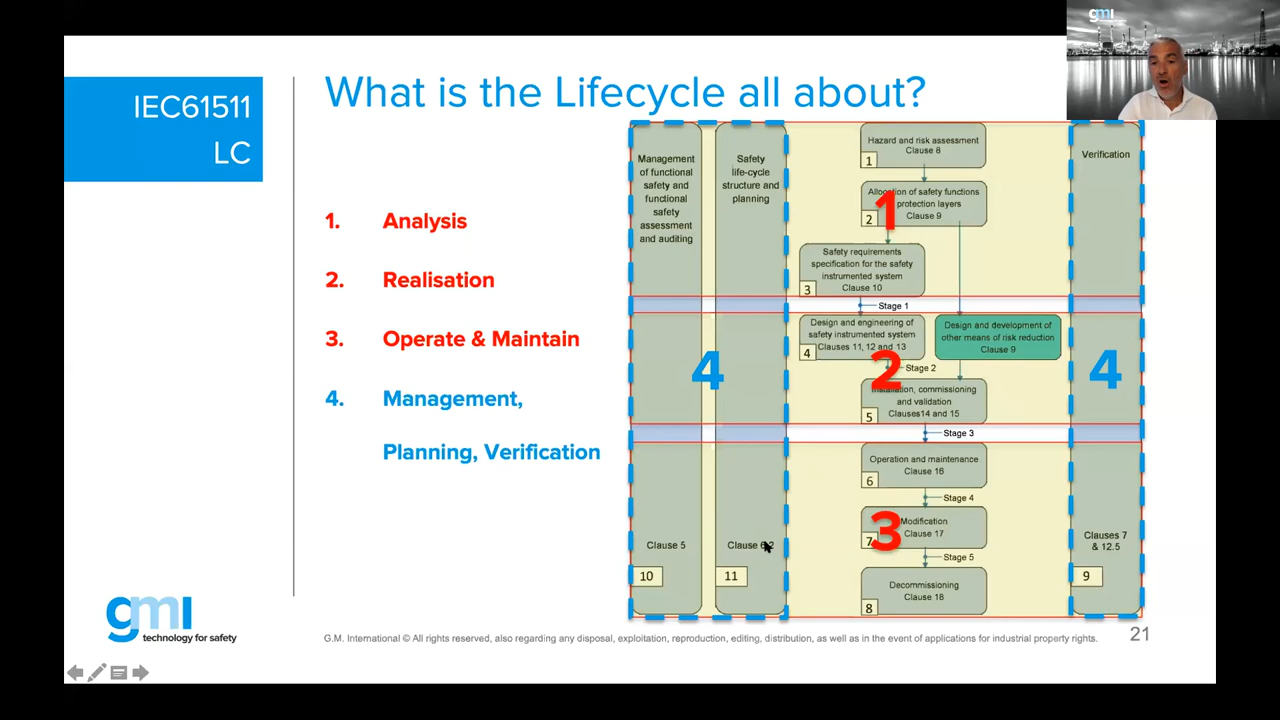 gmi
IEC61511
LC
What is the Lifecycle all about?
1. Analysis
2. Realisation
3. Operate & Maintain
4. Management,
Planning, Verification
Management
of functional
safety and
functional
safety
assessment
and auditing
Clause 5
10
Safety
life-cycle
structure and
planning
11
4
Hazard and risk assessment
Clause 8
1
Allocation of safety functions
protection layers
Clause 9
2
1
Safety requirements
specification for the safety
instrumented system
Clause 10
3
Stage 1
Design and engineering of
safety instrumented system
Clauses 11, 12 and 13
4
Design and development of
other means of risk reduction
Clause 9
2
Stage 2
commissioning
and validation
Clauses14 and 15
5
Stage 3
Operation and maintenance
Clause 16
6
Stage 4
Modification
Clause 17
7
3
Stage 5
Decommissioning
Clause 18
8
Verification
4
Clauses 7
& 12.5
9
gmi
technology for safety
G.M. International © All rights reserved, also regarding any disposal, exploitation, reproduction, editing, distribution, as well as in the event of applications for industrial property rights.
21